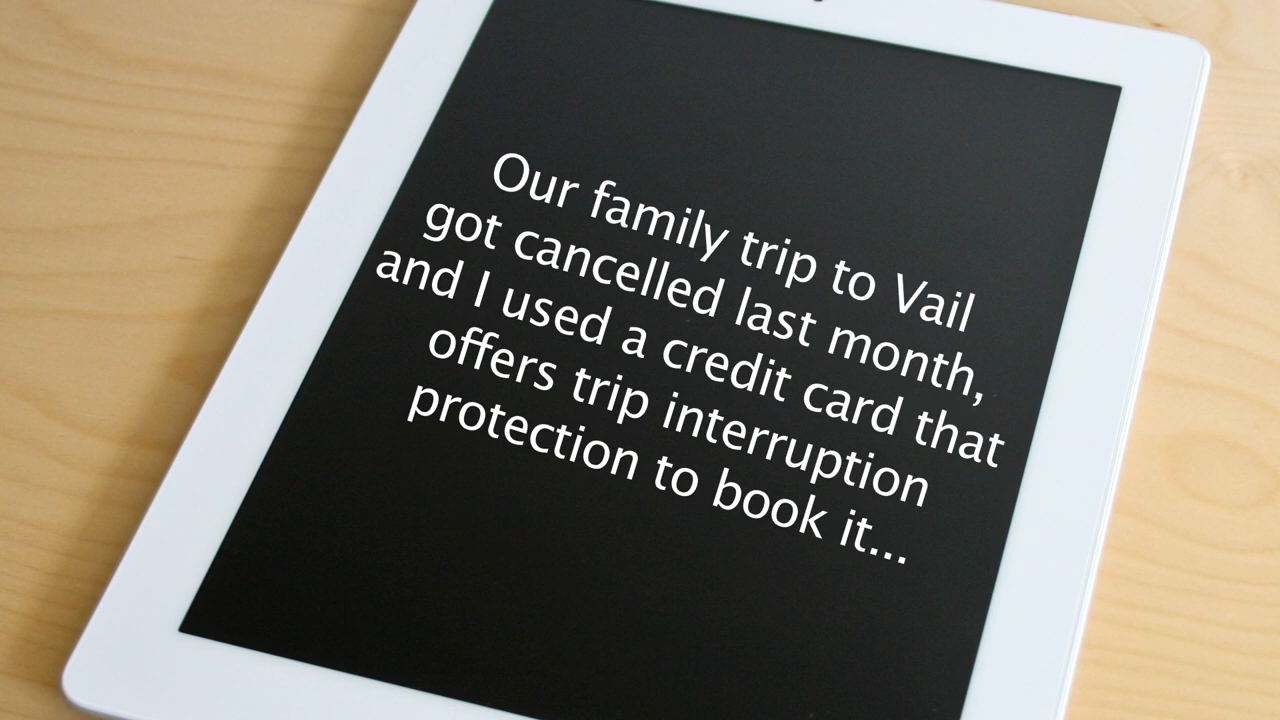 Our family trip to Vail
got cancelled last month,
and I used a credit card that
offers trip interruption
protection to book it...